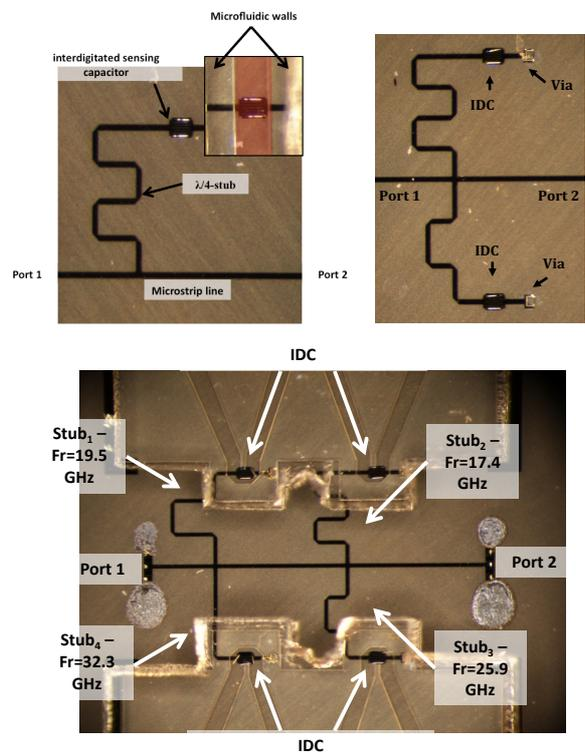 Microfluidic walls
interdigitated sensing
capacitor
λ/4-stub
Port 1
Port 2
Microstrip line
IDC
Via
Port 1
Port 2
IDC
Via
IDC
Stub₁ –
Fr=19.5
GHz
Stub₂ –
Fr=17.4
GHz
Port 1
Port 2
Stub₄ –
Fr=32.3
GHz
Stub₃ –
Fr=25.9
GHz
IDC